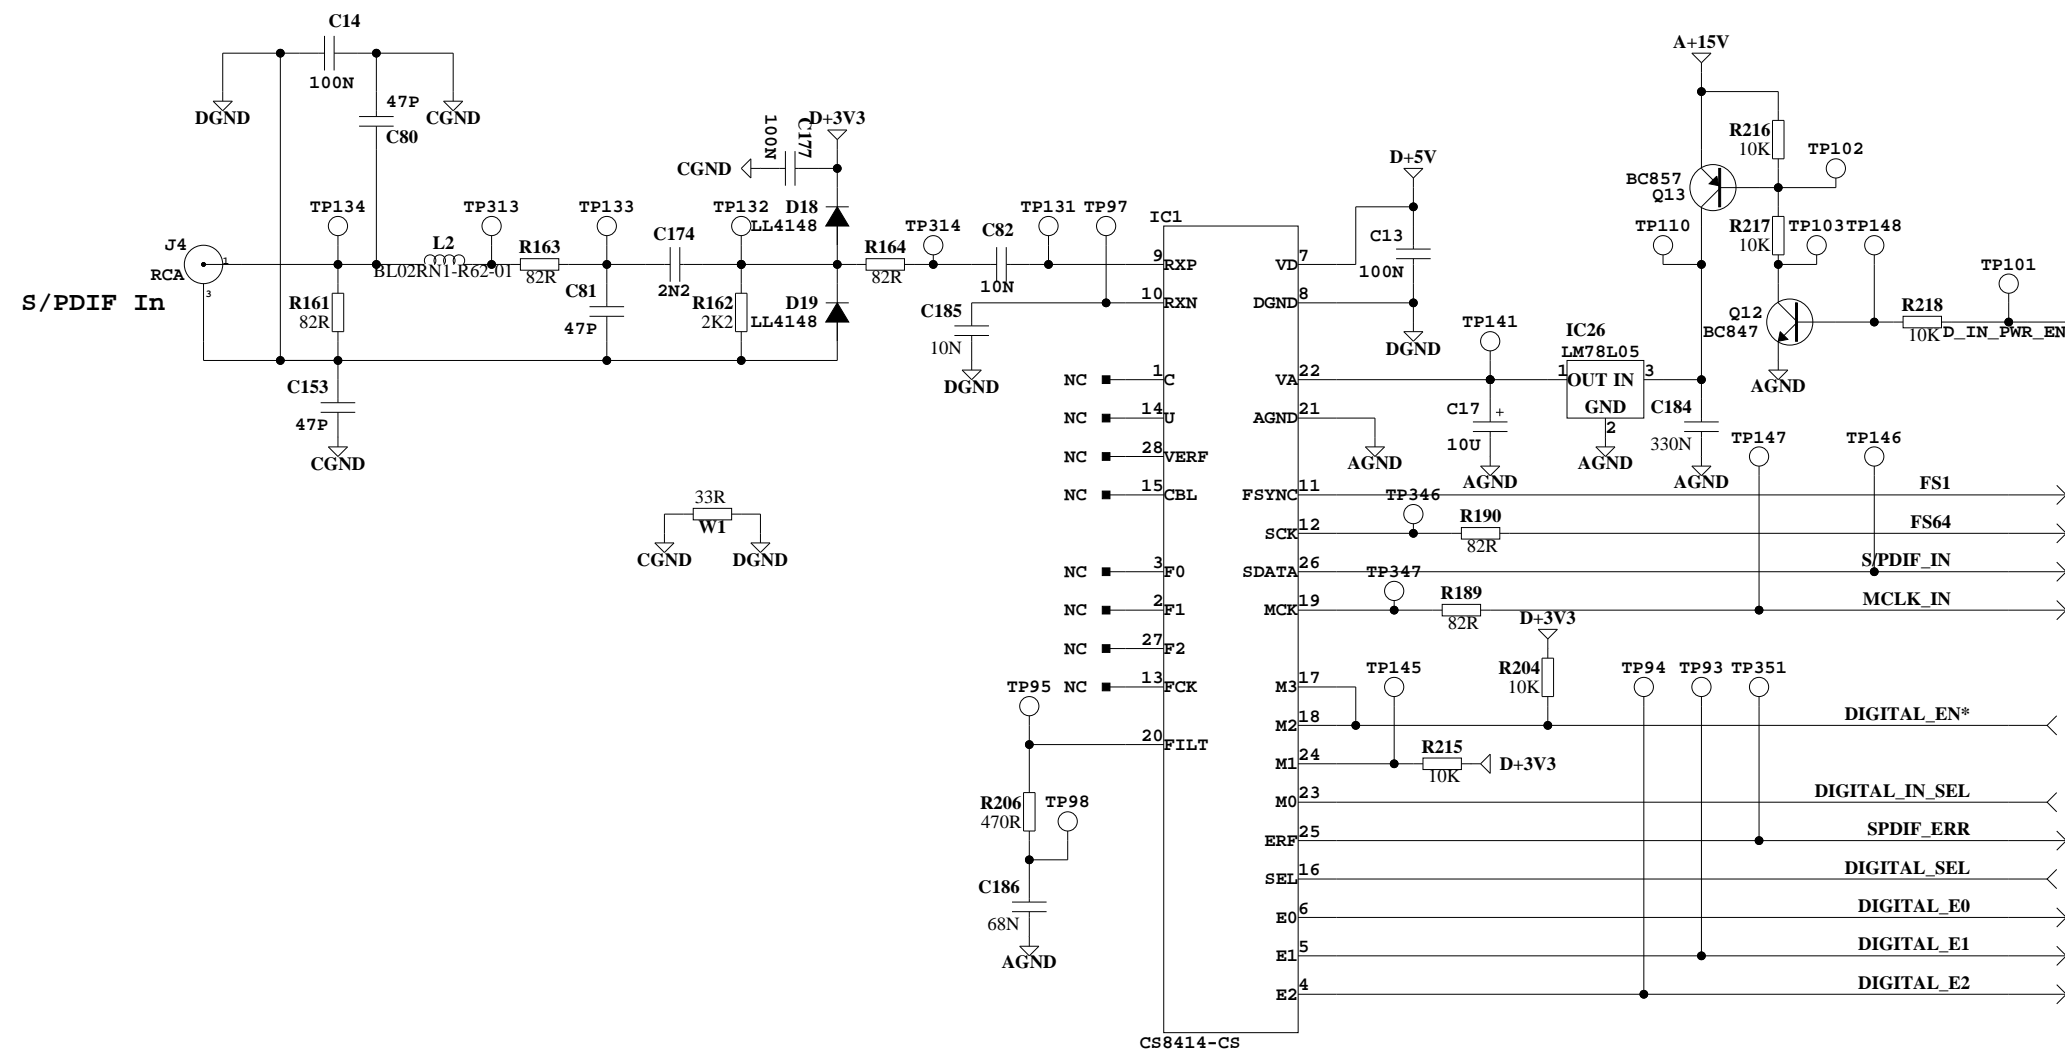 C14
100N
DGND
CGND
47P
C80
C177
100N
D+3V3
CGND
A+15V
R216
10K
TP102
BC857
Q13
D+5V
TP134
TP313
TP133
TP132
D18
LL4148
TP314
C82
TP131
TP97
IC1
R217
10K
TP110
TP103
TP148
J4
RCA
1
3
L2
BL02RN1-R62-01
R163
82R
C174
2N2
R164
82R
10N
9
RXP
VD
7
C13
100N
TP101
S/PDIF In
R161
82R
C81
47P
R162
2K2
D19
LL4148
C185
10N
DGND
10
RXN
DGND
8
DGND
Q12
BC847
R218
10K
D_IN_PWR_EN
AGND
TP141
IC26
LM78L05
1
OUT IN
3
GND
2
AGND
C153
47P
CGND
NC
1
C
VA
22
C17
+
10U
AGND
C184
330N
AGND
NC
14
U
AGND
21
AGND
TP147
TP146
NC
28
VERF
NC
15
CBL
FSYNC
11
TP346
FS1
33R
W1
CGND
DGND
SCK
12
R190
82R
FS64
NC
3
F0
SDATA
26
TP347
S/PDIF_IN
NC
2
F1
MCK
19
R189
82R
MCLK_IN
D+3V3
NC
27
F2
R204
10K
TP145
TP94
TP93
TP351
TP95
NC
13
FCK
M3
17
M2
18
DIGITAL_EN*
20
FILT
M1
24
R215
10K
D+3V3
R206
470R
TP98
M0
23
DIGITAL_IN_SEL
ERF
25
SPDIF_ERR
C186
68N
AGND
SEL
16
DIGITAL_SEL
E0
6
DIGITAL_E0
E1
5
DIGITAL_E1
E2
4
DIGITAL_E2
CS8414-CS